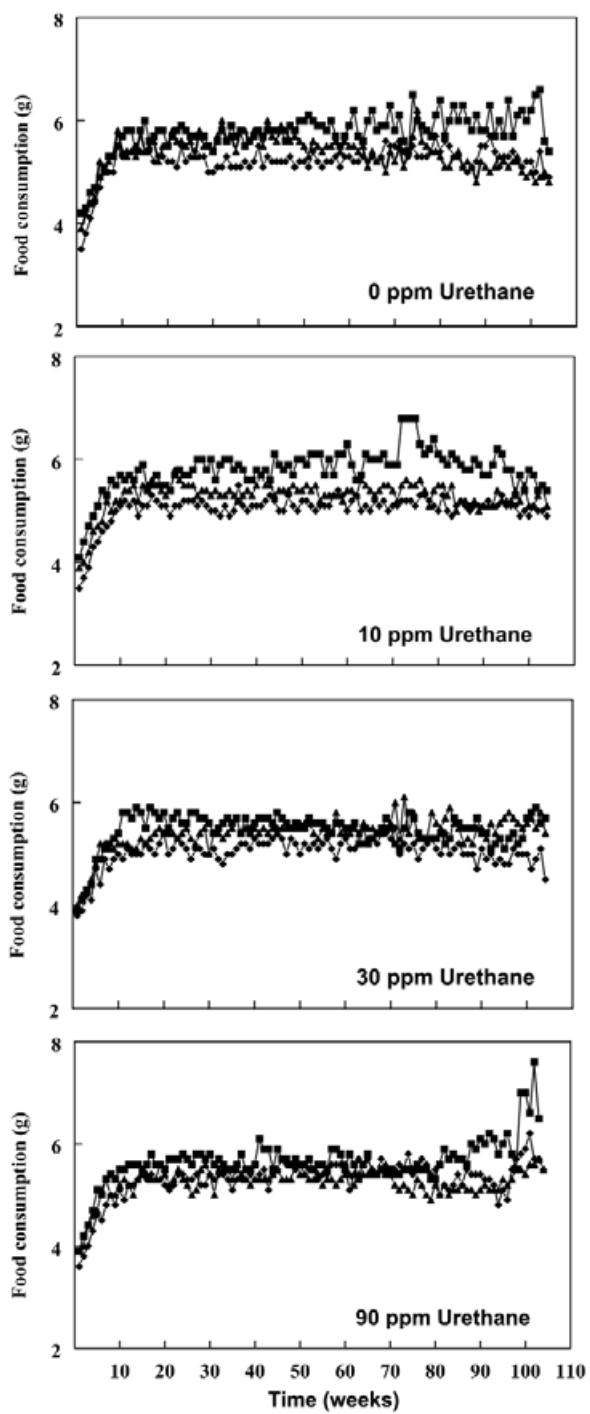 8
6
4
2
Food consumption (g)
0 ppm Urethane
8
6
4
2
Food consumption (g)
10 ppm Urethane
8
6
4
2
Food consumption (g)
30 ppm Urethane
8
6
4
2
Food consumption (g)
90 ppm Urethane
10 20 30 40 50 60 70 80 90 100 110
Time (weeks)